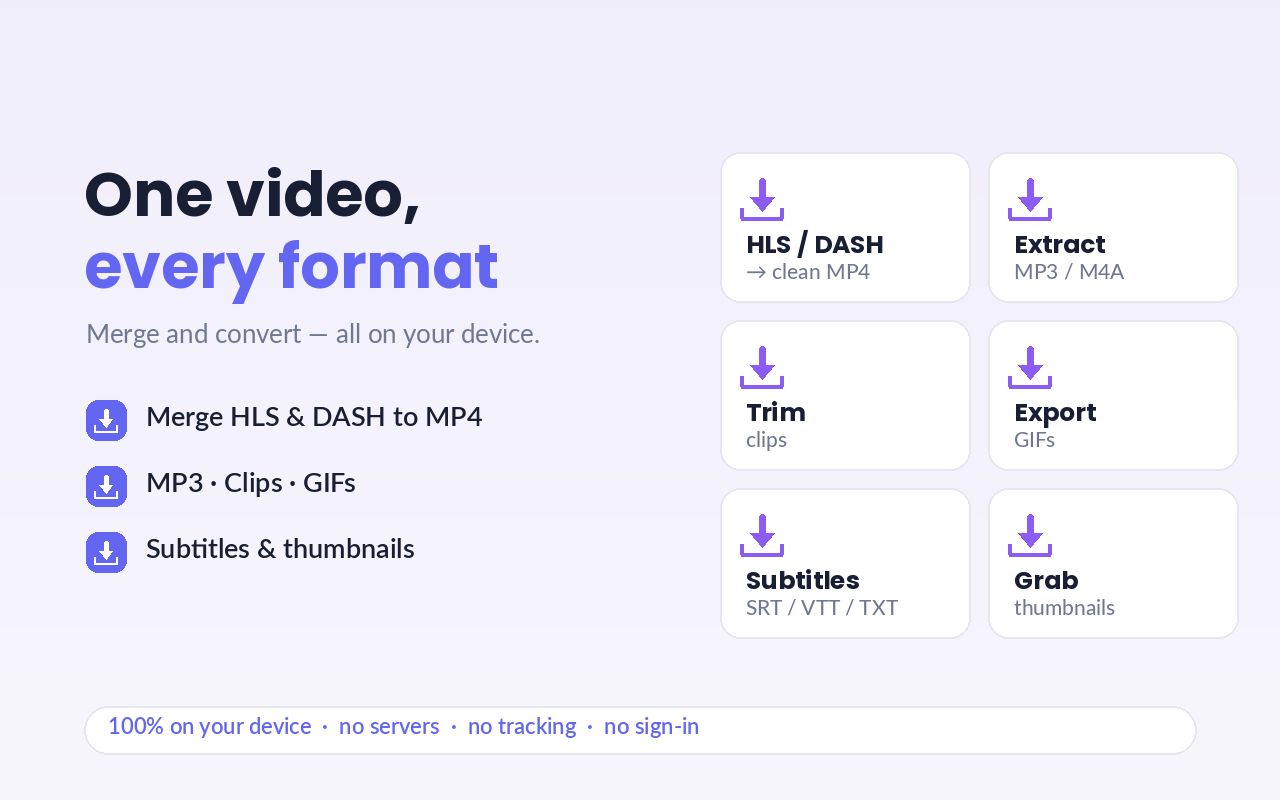 One video,
every format
Merge and convert — all on your device.
Merge HLS & DASH to MP4
MP3 · Clips · GIFs
Subtitles & thumbnails
HLS / DASH
→ clean MP4
Extract
MP3 / M4A
Trim
clips
Export
GIFs
Subtitles
SRT / VTT / TXT
Grab
thumbnails
100% on your device · no servers · no tracking · no sign-in